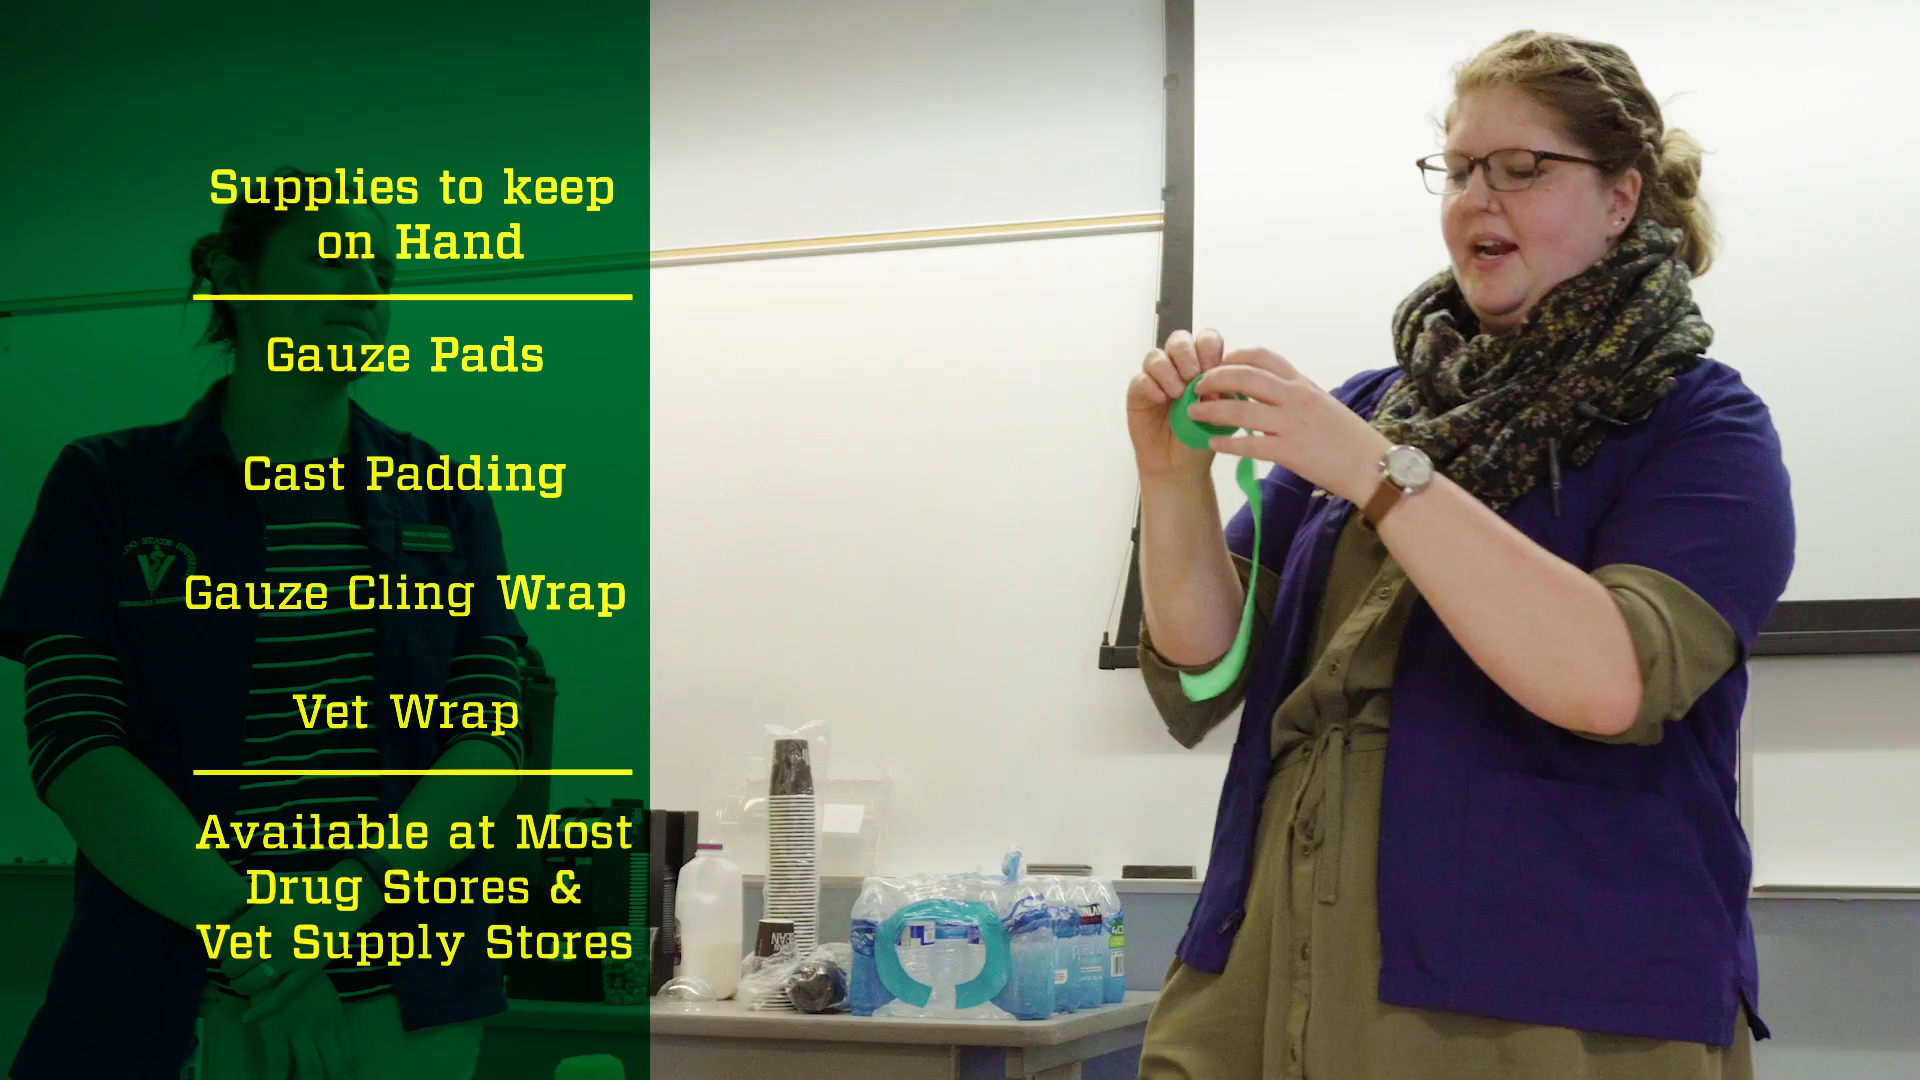 Supplies to keep
on Hand
Gauze Pads
Cast Padding
Gauze Cling Wrap
Vet Wrap
Available at Most
Drug Stores &
Vet Supply Stores